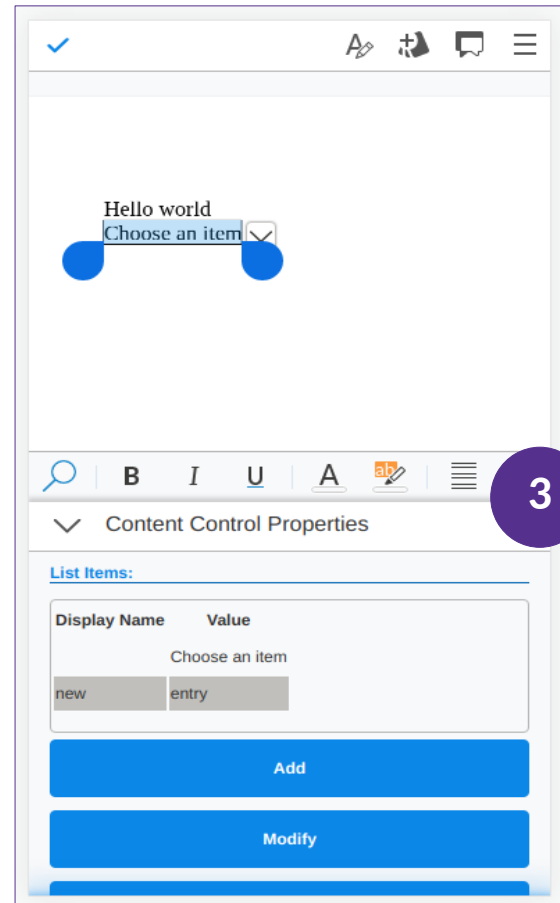 Hello world
Choose an item
B I U A ab
3
Content Control Properties
List Items:
Display Name Value
Choose an item
new entry
Add
Modify